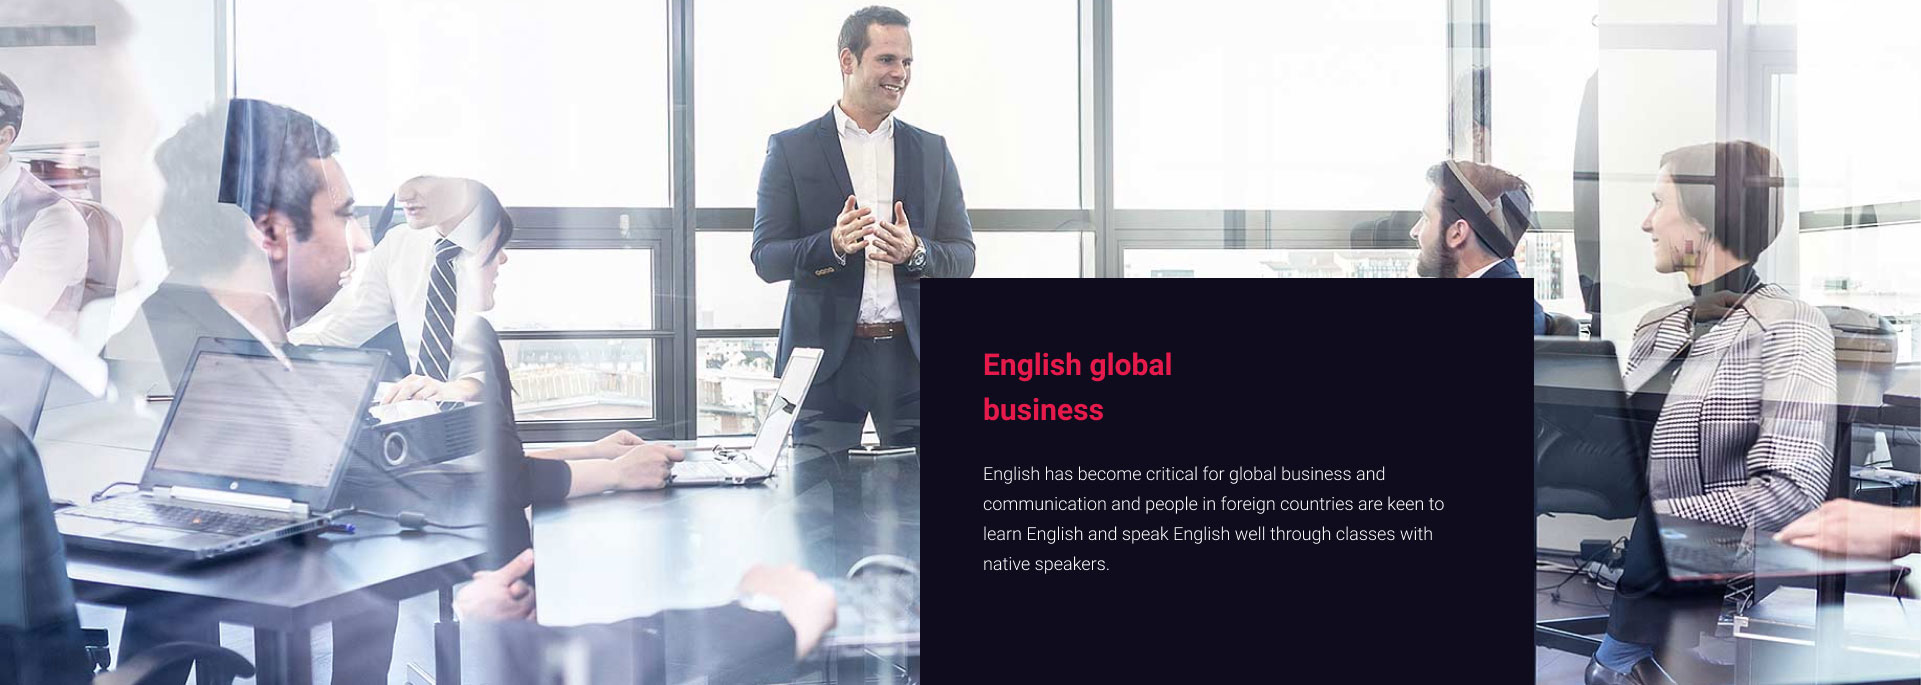 English global
business
English has become critical for global business and
communication and people in foreign countries are keen to
learn English and speak English well through classes with
native speakers.